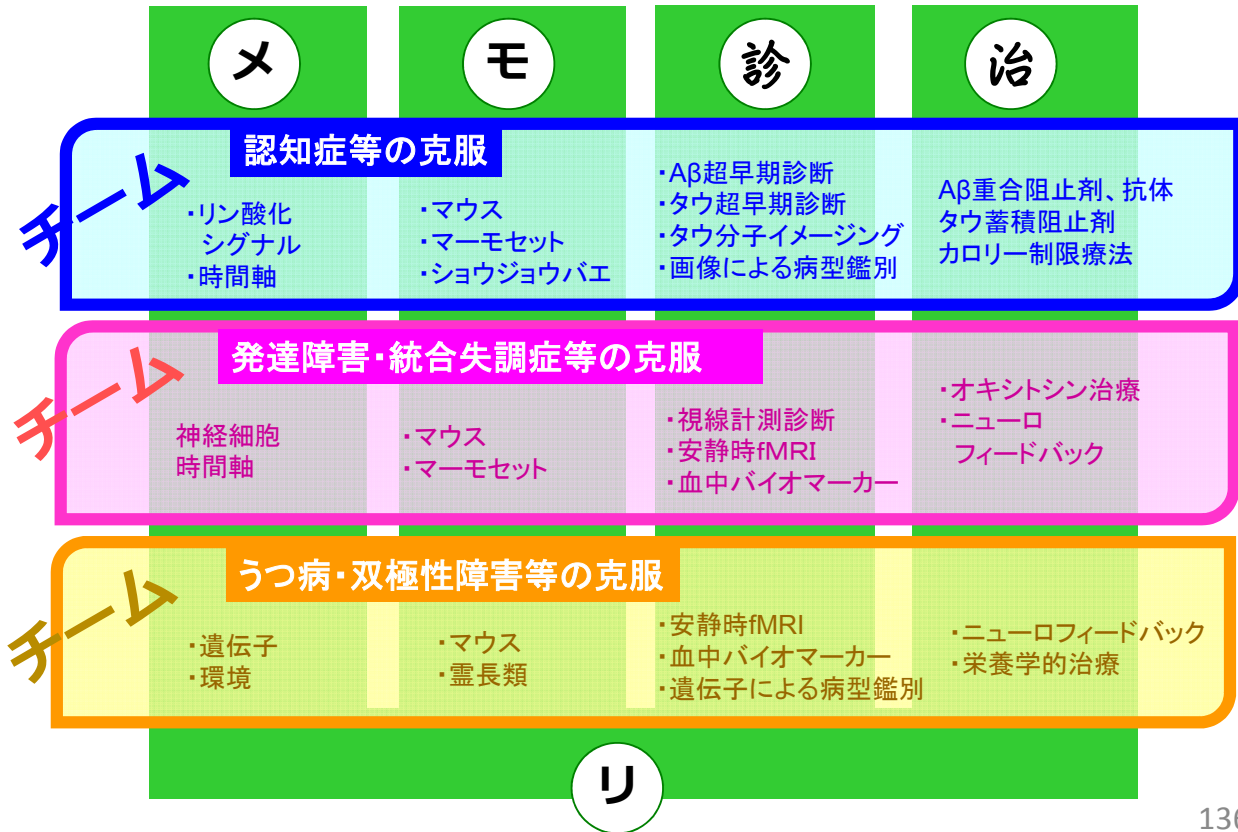 メ
モ
診
治
チーム
認知症等の克服
・リン酸化
シグナル
・時間軸
・マウス
・マーモセット
・ショウジョウバエ
・Aβ超早期診断
・タウ超早期診断
・タウ分子イメージング
・画像による病型鑑別
Aβ重合阻止剤、抗体
タウ蓄積阻止剤
カロリー制限療法
チーム
発達障害・統合失調症等の克服
神経細胞
時間軸
・マウス
・マーモセット
・視線計測診断
・安静時fMRI
・血中バイオマーカー
・オキシトシン治療
・ニューロ
フィードバック
チーム
うつ病・双極性障害等の克服
・遺伝子
・環境
・マウス
・霊長類
・安静時fMRI
・血中バイオマーカー
・遺伝子による病型鑑別
・ニューロフィードバック
・栄養学的治療
リ
136